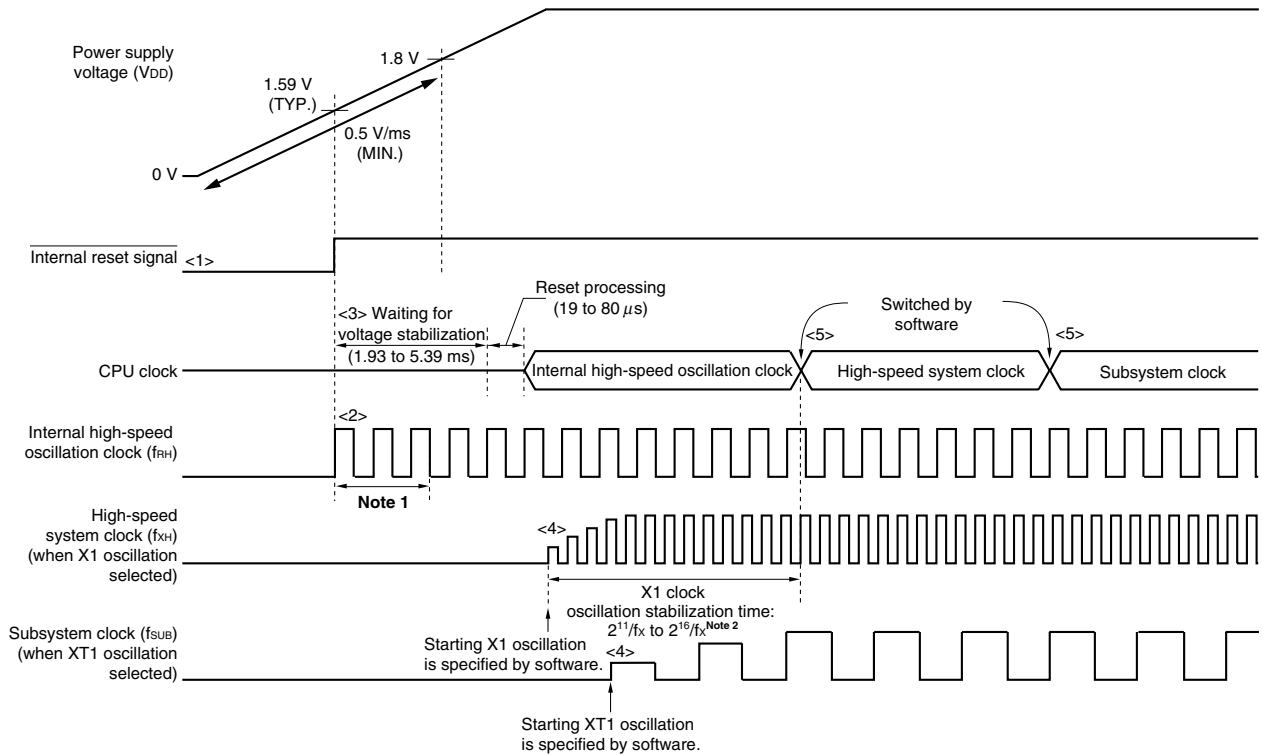 Power supply
voltage (VDD)
1.8 V
1.59 V
(TYP.)
0.5 V/ms
(MIN.)
0 V
Internal reset signal
<1>
Reset processing
(19 to 80 μs)
<3> Waiting for
voltage stabilization
(1.93 to 5.39 ms)
Switched by
software
<5>
<5>
CPU clock
Internal high-speed oscillation clock
High-speed system clock
Subsystem clock
<2>
Internal high-speed
oscillation clock (fRH)
Note 1
High-speed
system clock (fXH)
(when X1 oscillation
selected)
<4>
X1 clock
oscillation stabilization time:
2^11/fX to 2^16/fX Note 2
Starting X1 oscillation
is specified by software.
Subsystem clock (fSUB)
(when XT1 oscillation
selected)
<4>
Starting XT1 oscillation
is specified by software.